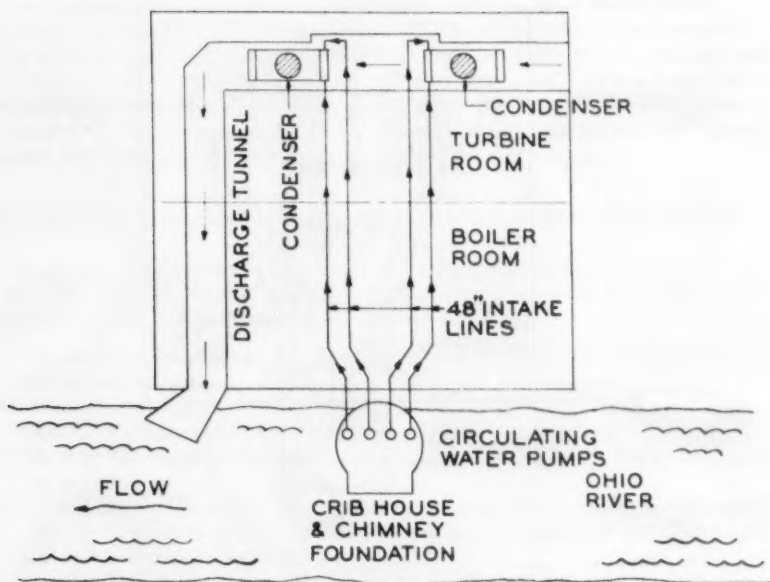 CONDENSER
TURBINE
ROOM
CONDENSER
DISCHARGE TUNNEL
BOILER
ROOM
48" INTAKE
LINES
CIRCULATING
WATER PUMPS
OHIO
RIVER
FLOW
CRIB HOUSE
& CHIMNEY
FOUNDATION